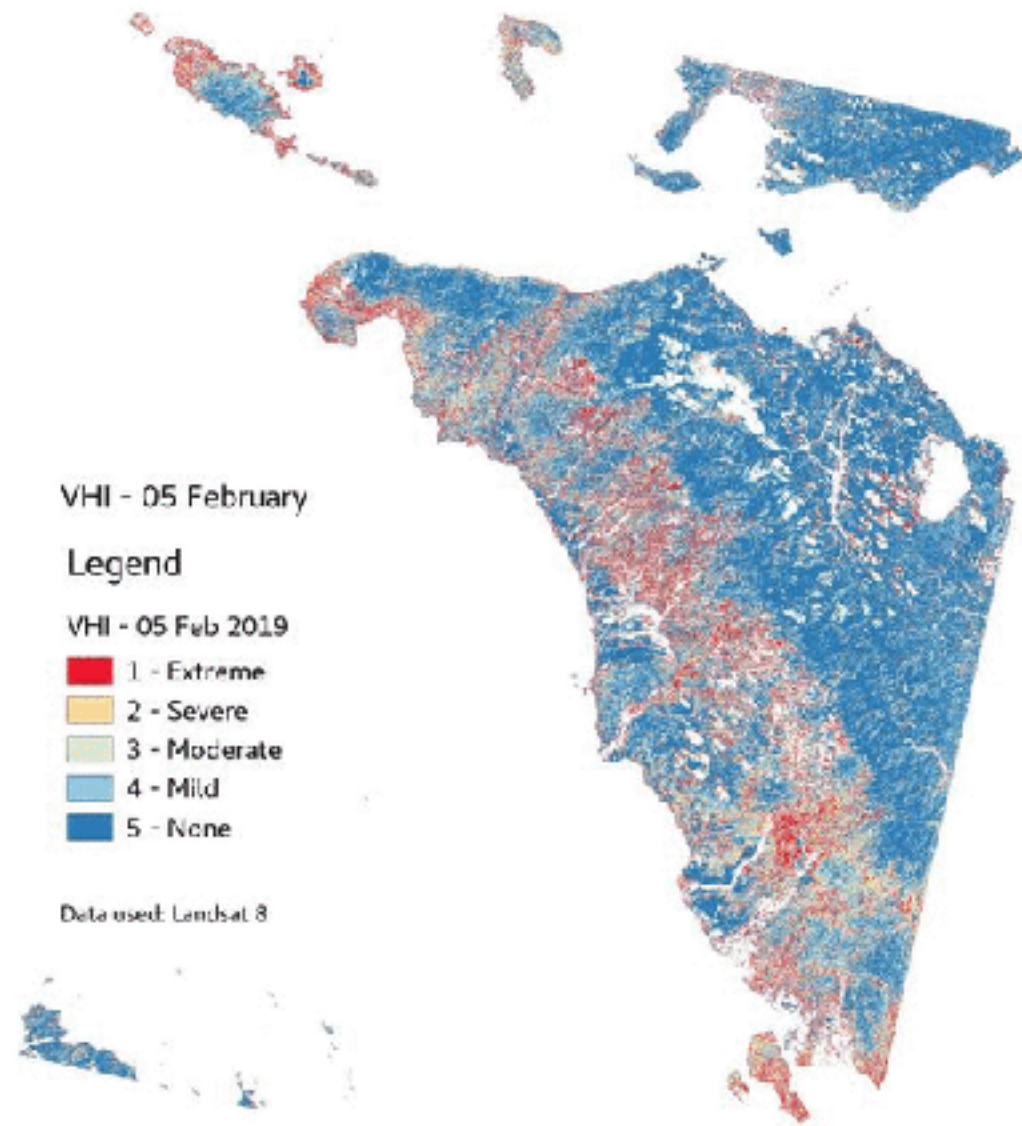 VHI - 05 February
Legend
VHI - 05 Feb 2019
1 - Extreme
2 - Severe
3 - Moderate
4 - Mild
5 - None
Data used: Landsat 8